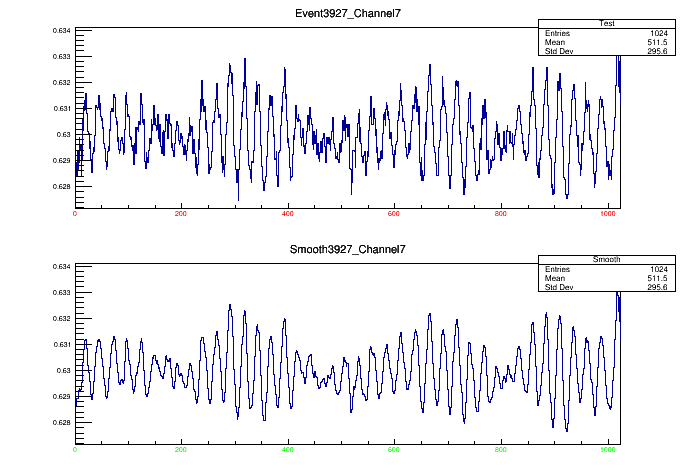 Event3927_Channel7
Test
Entries 1024
Mean 511.5
Std Dev 295.6
0.634
0.633
0.632
0.631
0.63
0.629
0.628
0 200 400 600 800 1000
Smooth3927_Channel7
Smooth
Entries 1024
Mean 511.5
Std Dev 295.6
0.634
0.633
0.632
0.631
0.63
0.629
0.628
0 200 400 600 800 1000